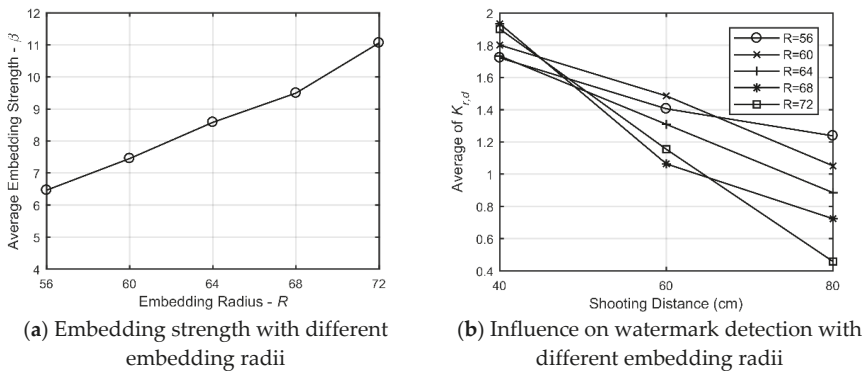 12
11
10
9
8
7
6
5
4
Average Embedding Strength - β
56 60 64 68 72
Embedding Radius - R
(a) Embedding strength with different
embedding radii
2
1.8
1.6
1.4
1.2
1
0.8
0.6
0.4
Average of K_{r,d}
R=56
R=60
R=64
R=68
R=72
40 60 80
Shooting Distance (cm)
(b) Influence on watermark detection with
different embedding radii